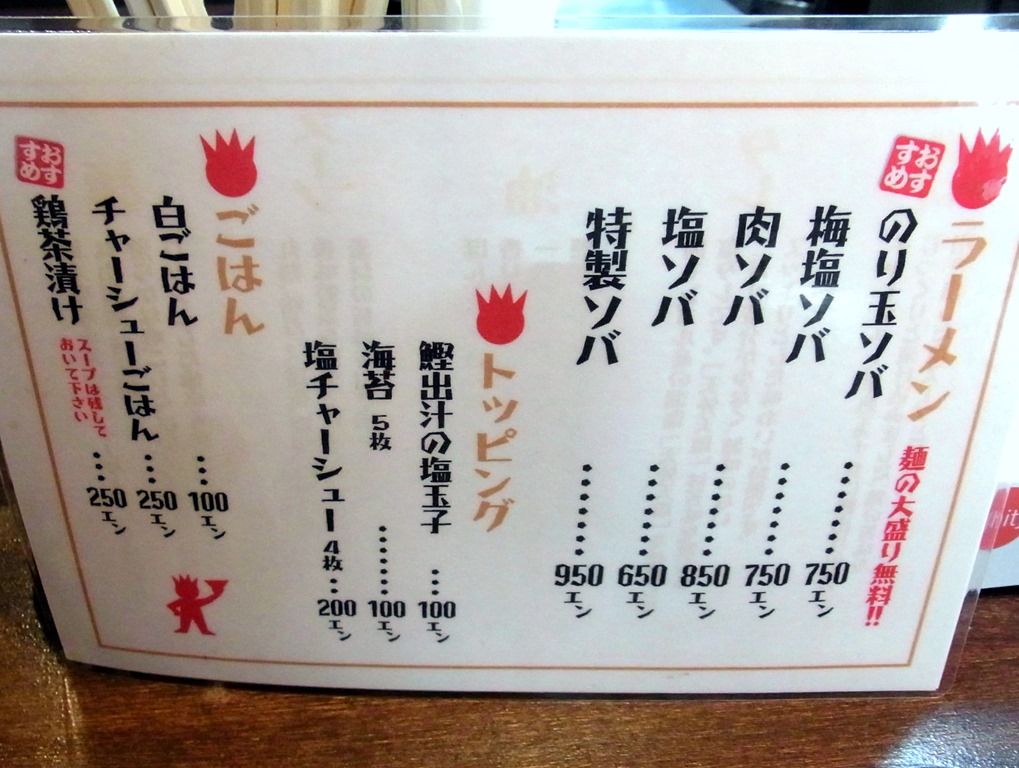 ラーメン
麺の大盛り無料!!
おすすめ
のり玉ソバ・・・・・・・750エン
梅塩ソバ・・・・・・・750エン
肉ソバ・・・・・・・850エン
塩ソバ・・・・・・・650エン
特製ソバ・・・・・・・950エン
トッピング
鰹出汁の塩玉子・・・100エン
海苔 5枚・・・・・・・100エン
塩チャーシュー 4枚・・・200エン
ごはん
白ごはん・・・100エン
チャーシューごはん・・・250エン
おすすめ
鶏茶漬け・・・250エン
スープは残して
おいて下さい